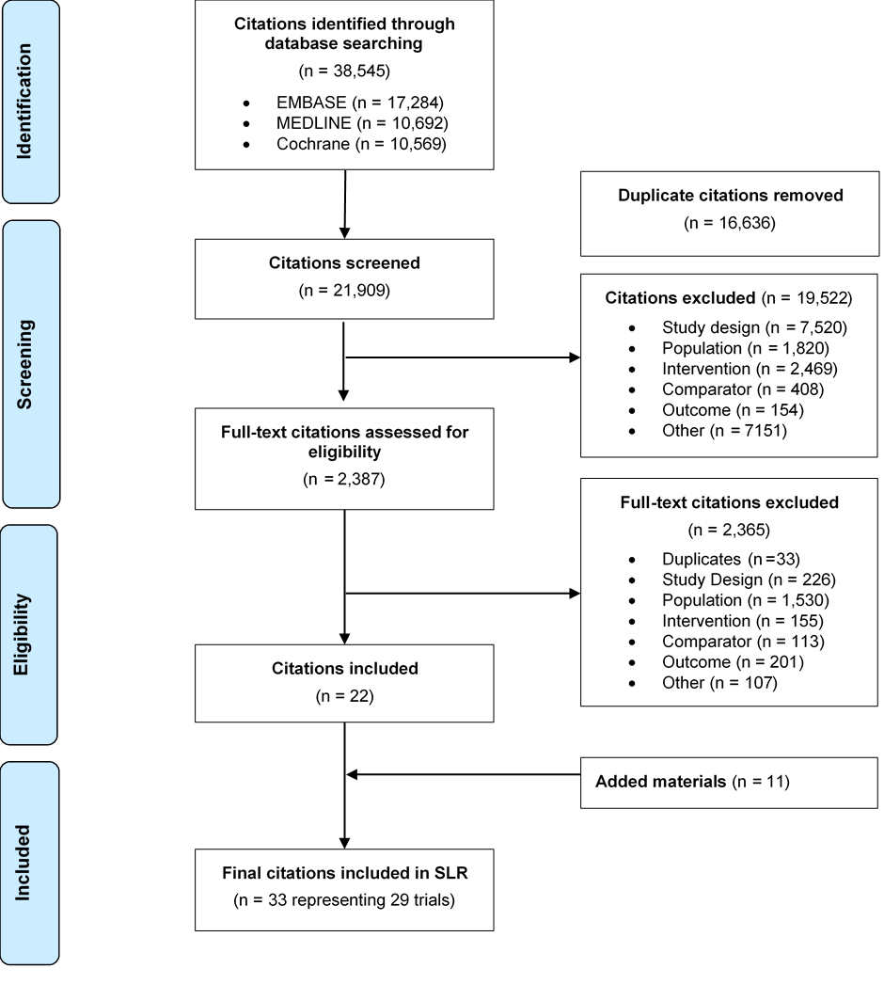 Identification
Citations identified through
database searching
(n = 38,545)
• EMBASE (n = 17,284)
• MEDLINE (n = 10,692)
• Cochrane (n = 10,569)
Duplicate citations removed
(n = 16,636)
Screening
Citations screened
(n = 21,909)
Citations excluded (n = 19,522)
• Study design (n = 7,520)
• Population (n = 1,820)
• Intervention (n = 2,469)
• Comparator (n = 408)
• Outcome (n = 154)
• Other (n = 7151)
Full-text citations assessed for
eligibility
(n = 2,387)
Full-text citations excluded
(n = 2,365)
• Duplicates (n =33)
• Study Design (n = 226)
• Population (n = 1,530)
• Intervention (n = 155)
• Comparator (n = 113)
• Outcome (n = 201)
• Other (n = 107)
Eligibility
Citations included
(n = 22)
Added materials (n = 11)
Included
Final citations included in SLR
(n = 33 representing 29 trials)